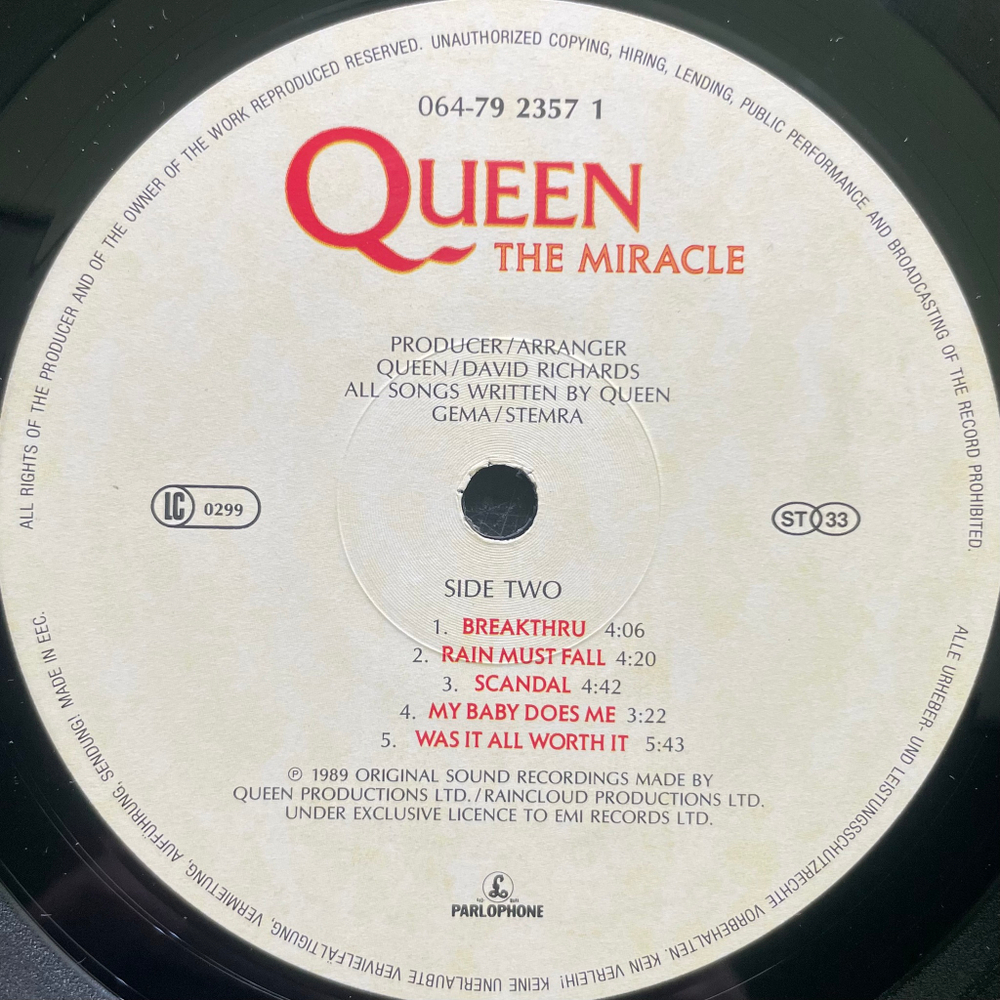 ALL RIGHTS OF THE PRODUCER AND OF THE OWNER OF THE WORK REPRODUCED RESERVED. UNAUTHORIZED COPYING, HIRING, LENDING, PUBLIC PERFORMANCE AND BROADCASTING OF THE RECORD PROHIBITED.
064-79 2357 1
QUEEN
THE MIRACLE
PRODUCER/ARRANGER
QUEEN/DAVID RICHARDS
ALL SONGS WRITTEN BY QUEEN
GEMA/STEMRA
LC 0299
ST 33
SIDE TWO
1. BREAKTHRU 4:06
2. RAIN MUST FALL 4:20
3. SCANDAL 4:42
4. MY BABY DOES ME 3:22
5. WAS IT ALL WORTH IT 5:43
℗ 1989 ORIGINAL SOUND RECORDINGS MADE BY
QUEEN PRODUCTIONS LTD./RAINCLOUD PRODUCTIONS LTD.
UNDER EXCLUSIVE LICENCE TO EMI RECORDS LTD.
£
PARLOPHONE
ALLE URHEBER- UND LEISTUNGSSCHUTZRECHTE VORBEHALTEN. KEIN VERLEIH! KEINE UNERLAUBTE VERVIELFÄLTIGUNG, VERMIETUNG, AUFFÜHRUNG, SENDUNG! MADE IN EEC.